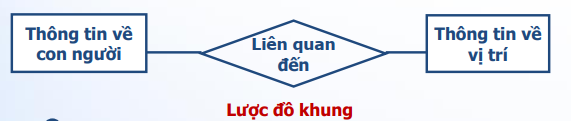 Thông tin về
con người
Liên quan
đến
Thông tin về
vị trí
Lược đồ khung